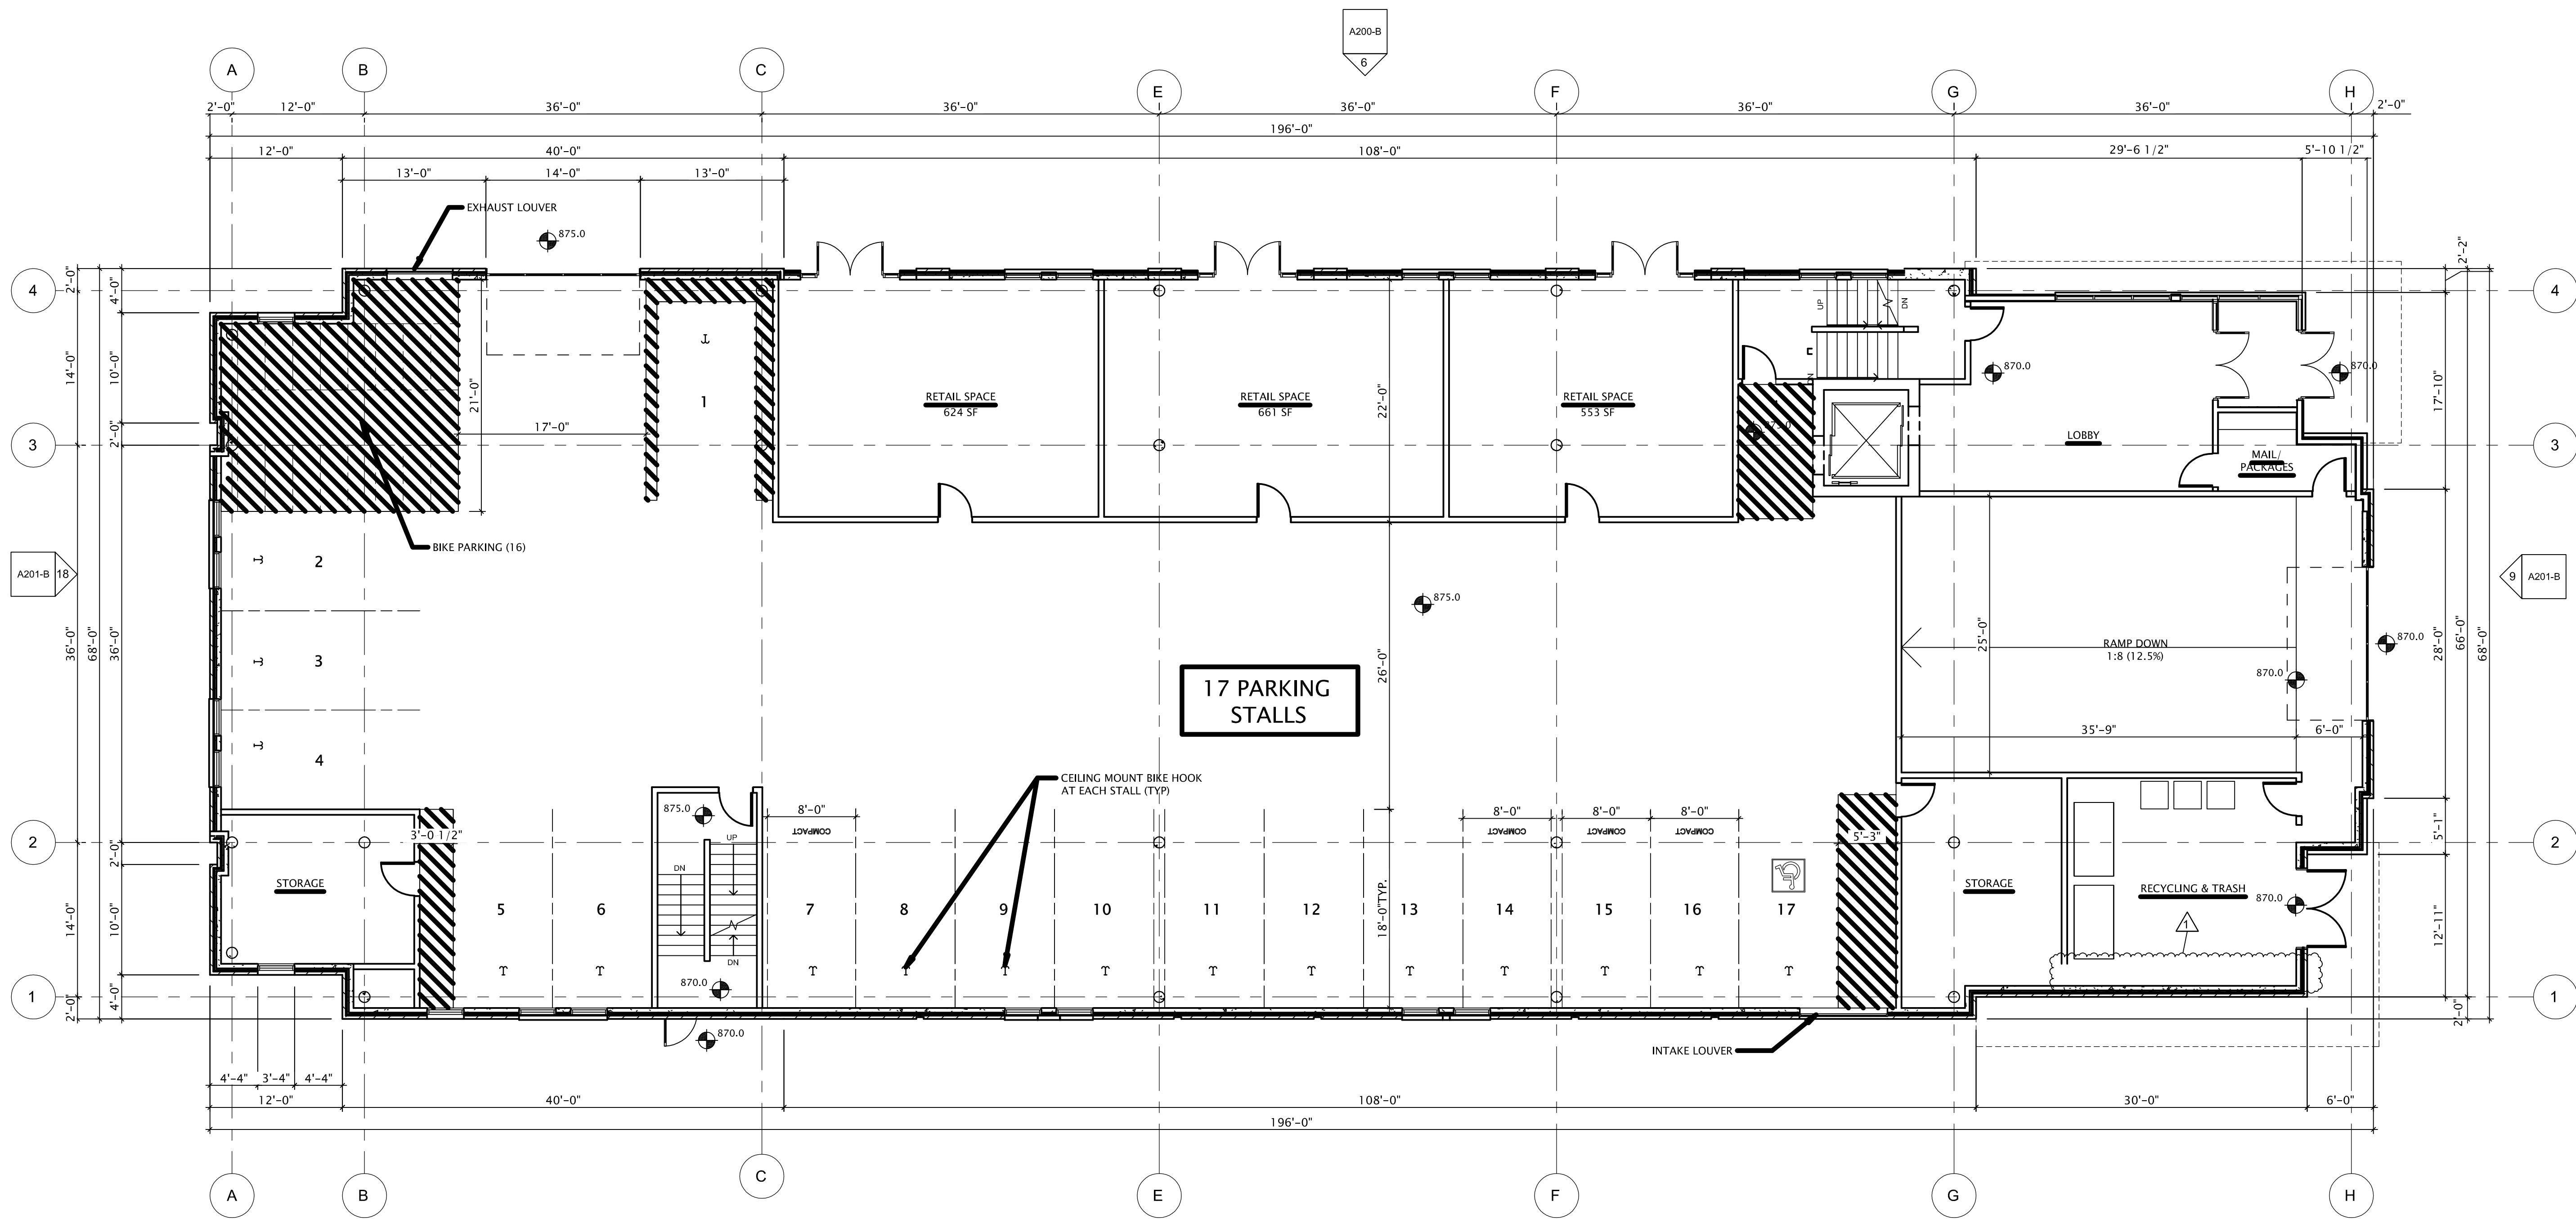 A200-B
6
A
B
C
E
F
G
H
2'-0"
12'-0"
36'-0"
36'-0"
36'-0"
36'-0"
36'-0"
2'-0"
196'-0"
12'-0"
40'-0"
108'-0"
29'-6 1/2"
5'-10 1/2"
13'-0"
14'-0"
13'-0"
EXHAUST LOUVER
875.0
4
2'-0"
4'-0"
2'-2"
4
UP
DN
DN
14'-0"
10'-0"
21'-0"
1
RETAIL SPACE
624 SF
RETAIL SPACE
661 SF
22'-0"
RETAIL SPACE
553 SF
870.0
870.0
17'-10"
3
2'-0"
17'-0"
875.0
LOBBY
MAIL/
PACKAGES
3
BIKE PARKING (16)
A201-B
18
2
875.0
9
A201-B
36'-0"
68'-0"
36'-0"
3
26'-0"
25'-0"
RAMP DOWN
1:8 (12.5%)
870.0
870.0
28'-0"
66'-0"
68'-0"
17 PARKING
STALLS
35'-9"
6'-0"
4
CEILING MOUNT BIKE HOOK
AT EACH STALL (TYP)
875.0
8'-0"
COMPACT
8'-0"
COMPACT
8'-0"
COMPACT
8'-0"
COMPACT
2
2'-0"
3'-0 1/2"
UP
DN
5'-3"
5'-1"
2
STORAGE
STORAGE
RECYCLING & TRASH
870.0
14'-0"
10'-0"
5
6
7
8
9
10
11
12
13
14
15
16
17
18'-0"TYP.
1
12'-11"
DN
870.0
1
2'-0"
4'-0"
2'-0"
1
870.0
INTAKE LOUVER
4'-4"
3'-4"
4'-4"
12'-0"
40'-0"
108'-0"
30'-0"
6'-0"
196'-0"
A
B
C
E
F
G
H